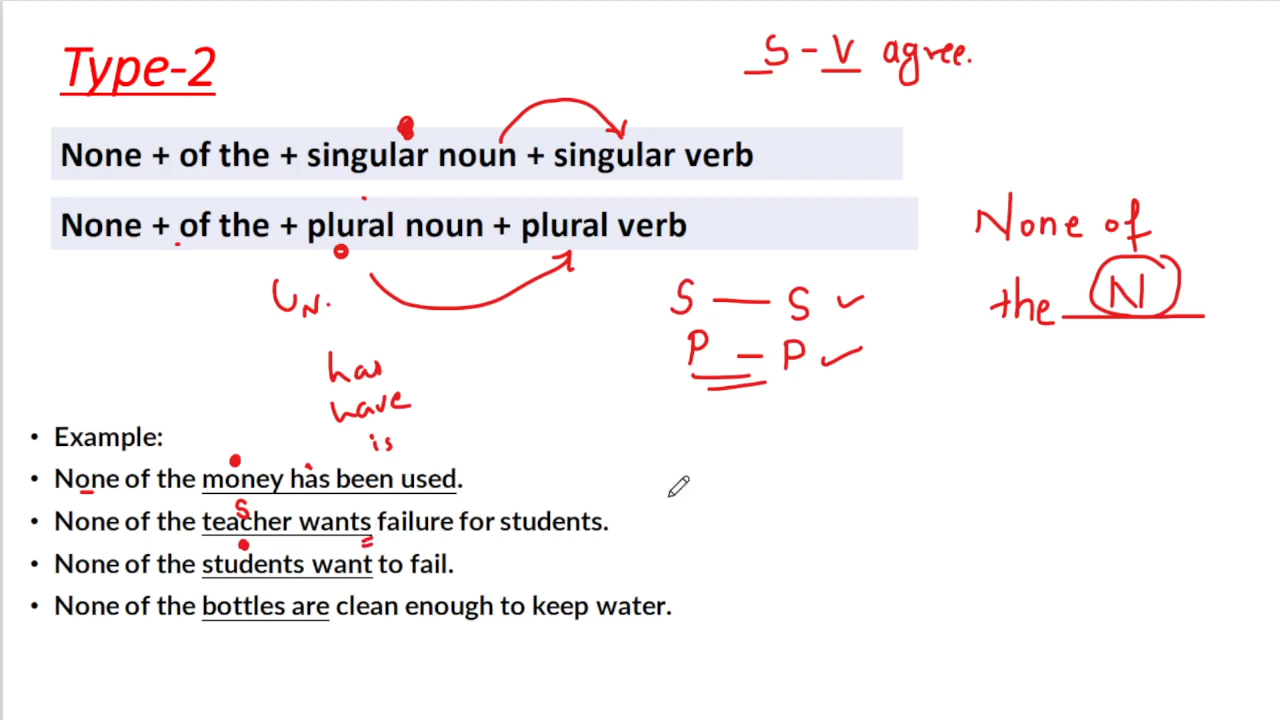 Type-2
S - V agree.
None + of the + singular noun + singular verb
None + of the + plural noun + plural verb
None of
the N
UN.
S — S
P – P
has
have
is
• Example:
• None of the money has been used.
S
• None of the teacher wants failure for students.
• None of the students want to fail.
• None of the bottles are clean enough to keep water.